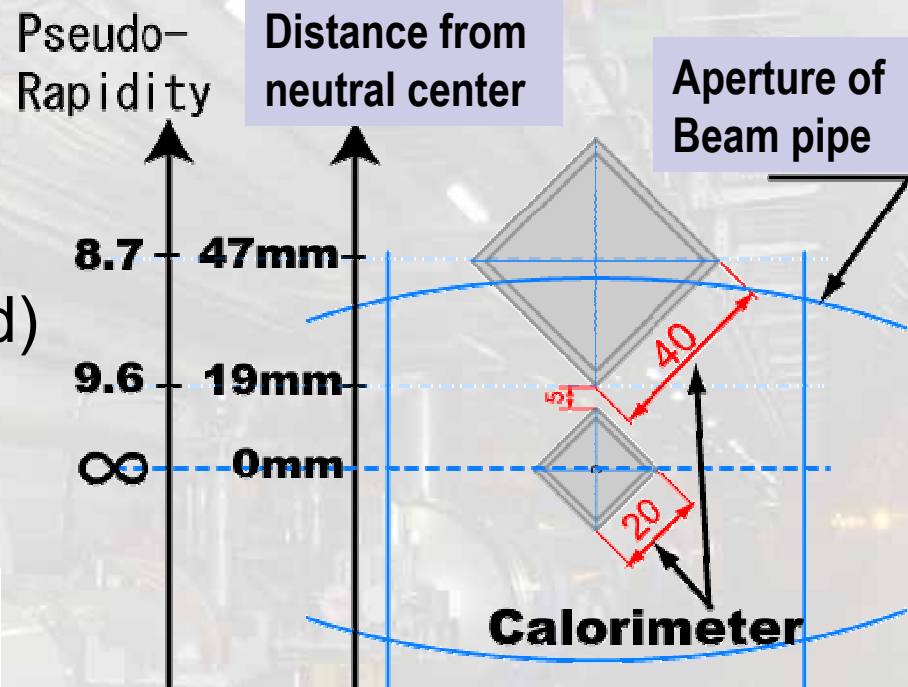 Pseudo-
Rapidity
Distance from
neutral center
Aperture of
Beam pipe
8.7
47mm
d)
40
9.6
19mm
5
∞
0mm
20
Calorimeter